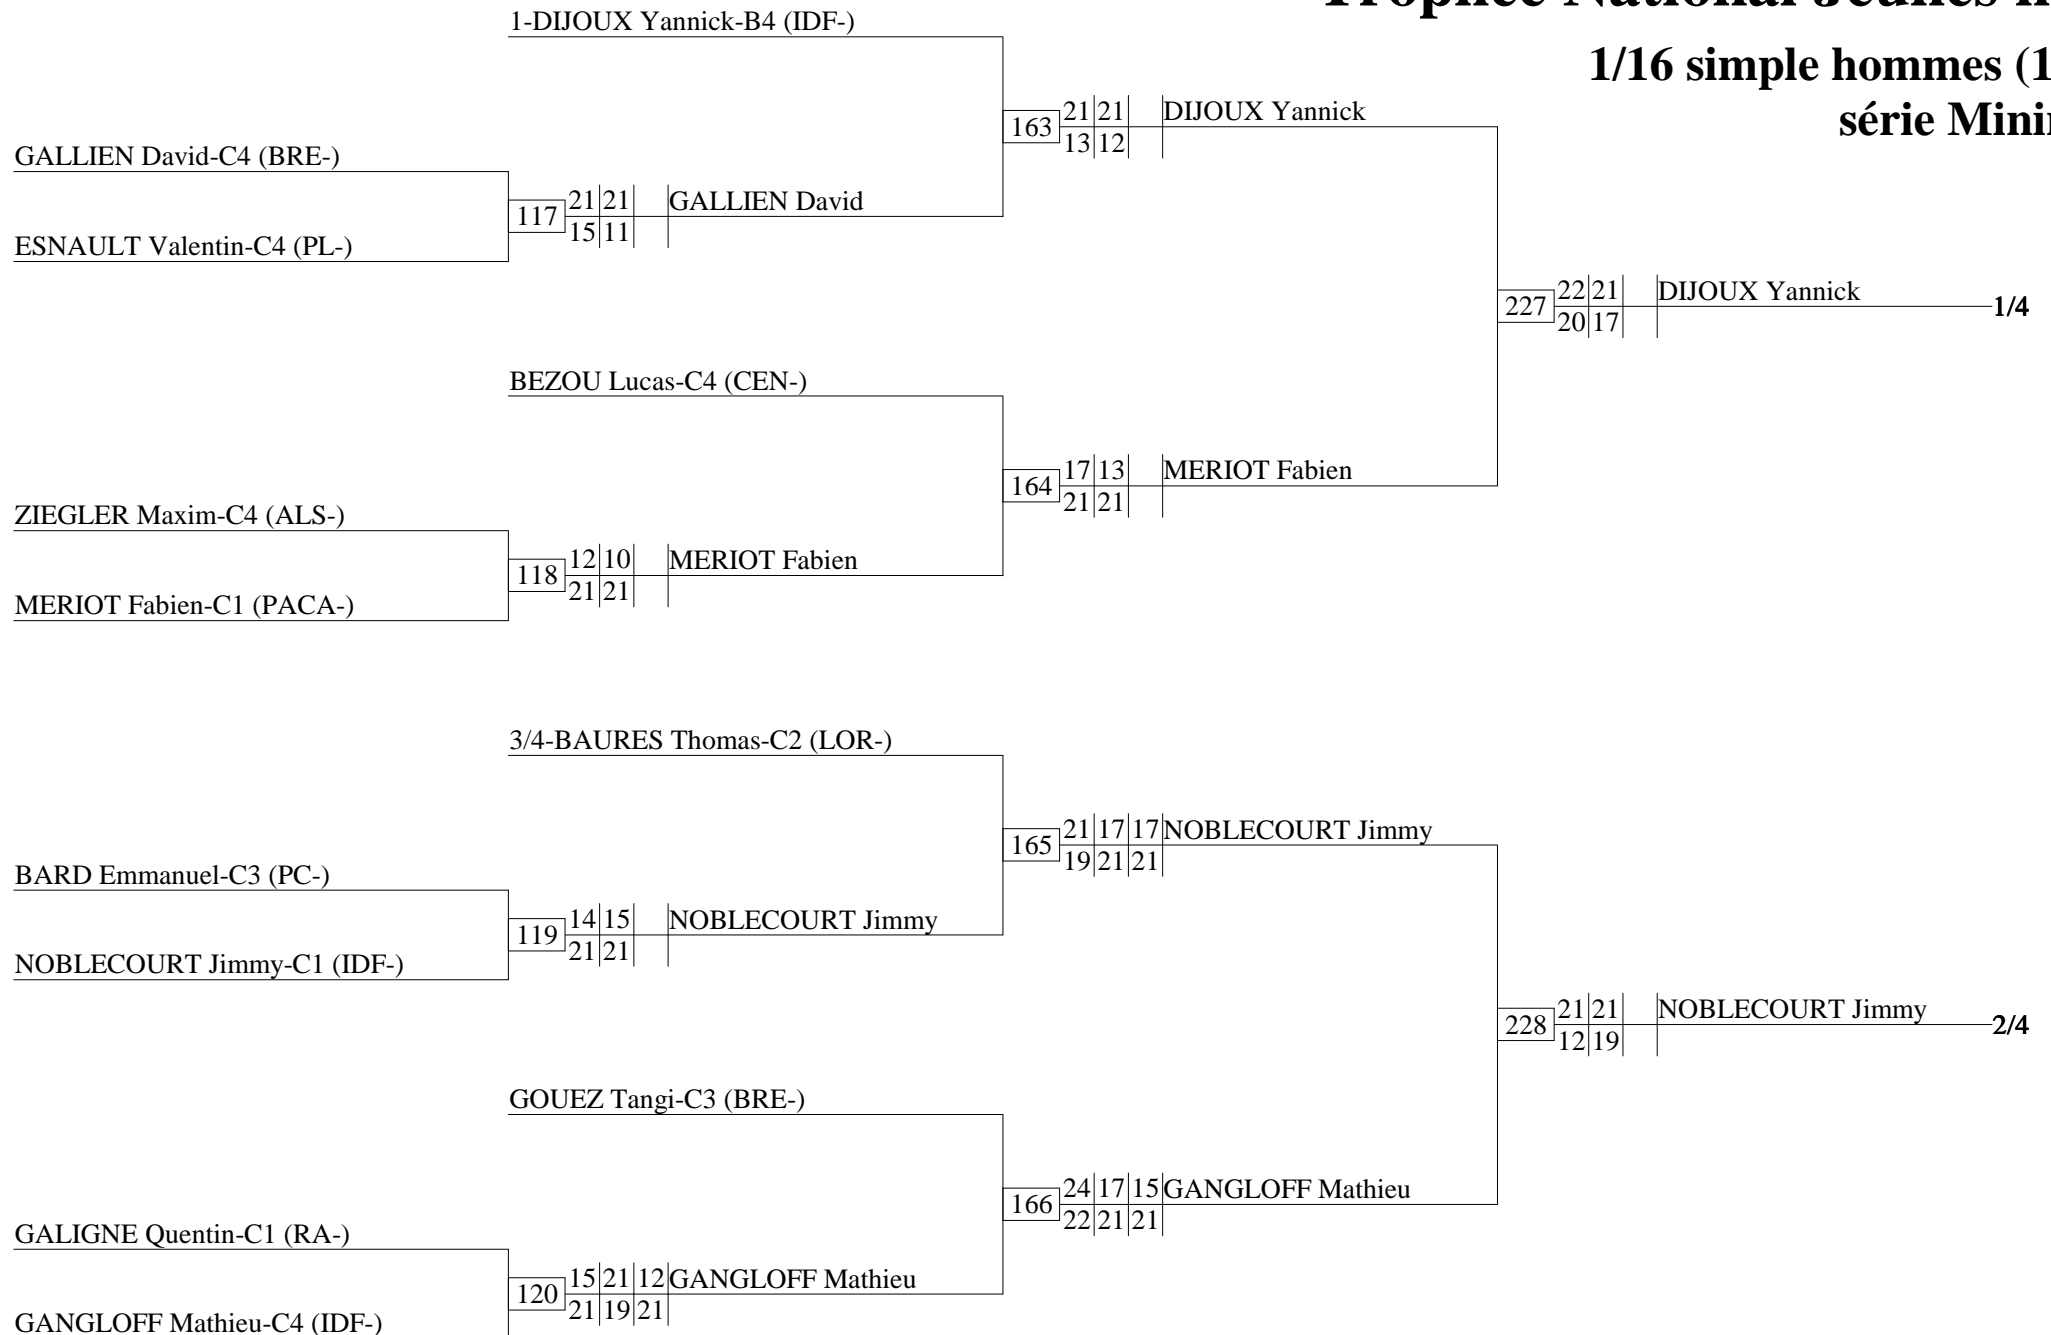 1-DIJOUX Yannick-B4 (IDF-)
1/16 simple hommes (1
série
21 21
DIJOUX Yannick
163
13 12
GALLIEN David-C4 (BRE-)
21 21
GALLIEN David
117
15 11
ESNAULT Valentin-C4 (PL-)
22 21
DIJOUX Yannick
227
1/4
20 17
BEZOU Lucas-C4 (CEN-)
17 13
MERIOT Fabien
164
21 21
ZIEGLER Maxim-C4 (ALS-)
12 10
MERIOT Fabien
118
21 21
MERIOT Fabien-C1 (PACA-)
3/4-BAURES Thomas-C2 (LOR-)
21 17 17
NOBLECOURT Jimmy
165
19 21 21
BARD Emmanuel-C3 (PC-)
14 15
NOBLECOURT Jimmy
119
21 21
NOBLECOURT Jimmy-C1 (IDF-)
21 21
NOBLECOURT Jimmy
228
2/4
12 19
GOUEZ Tangi-C3 (BRE-)
24 17 15
GANGLOFF Mathieu
166
22 21 21
GALIGNE Quentin-C1 (RA-)
15 21 12
GANGLOFF Mathieu
120
21 19 21
GANGLOFF Mathieu-C4 (IDF-)